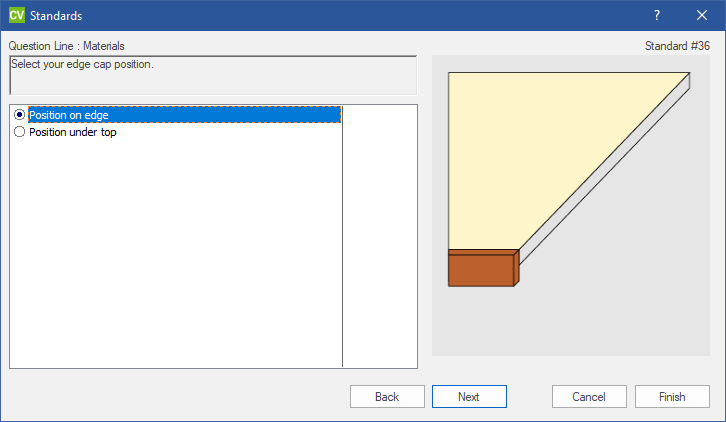 CV Standards ?
Question Line : Materials Standard #36
Select your edge cap position.
Position on edge
Position under top
Back Next Cancel Finish